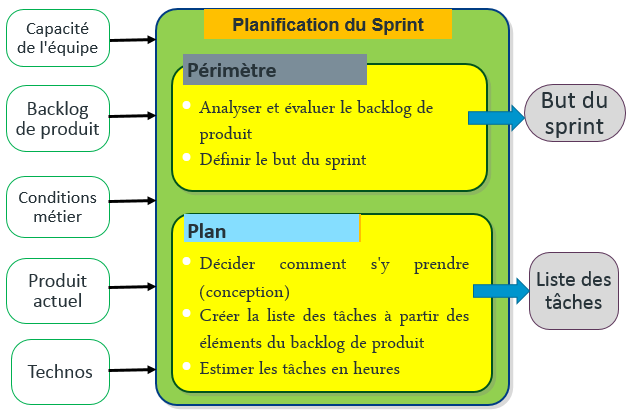 Capacité
de l'équipe
Backlog
de produit
Conditions
métier
Produit
actuel
Technos
Planification du Sprint
Périmètre
Analyser et évaluer le backlog de
produit
Définir le but du sprint
Plan
Décider comment s'y prendre
(conception)
Créer la liste des tâches à partir des
éléments du backlog de produit
Estimer les tâches en heures
But du
sprint
Liste des
tâches